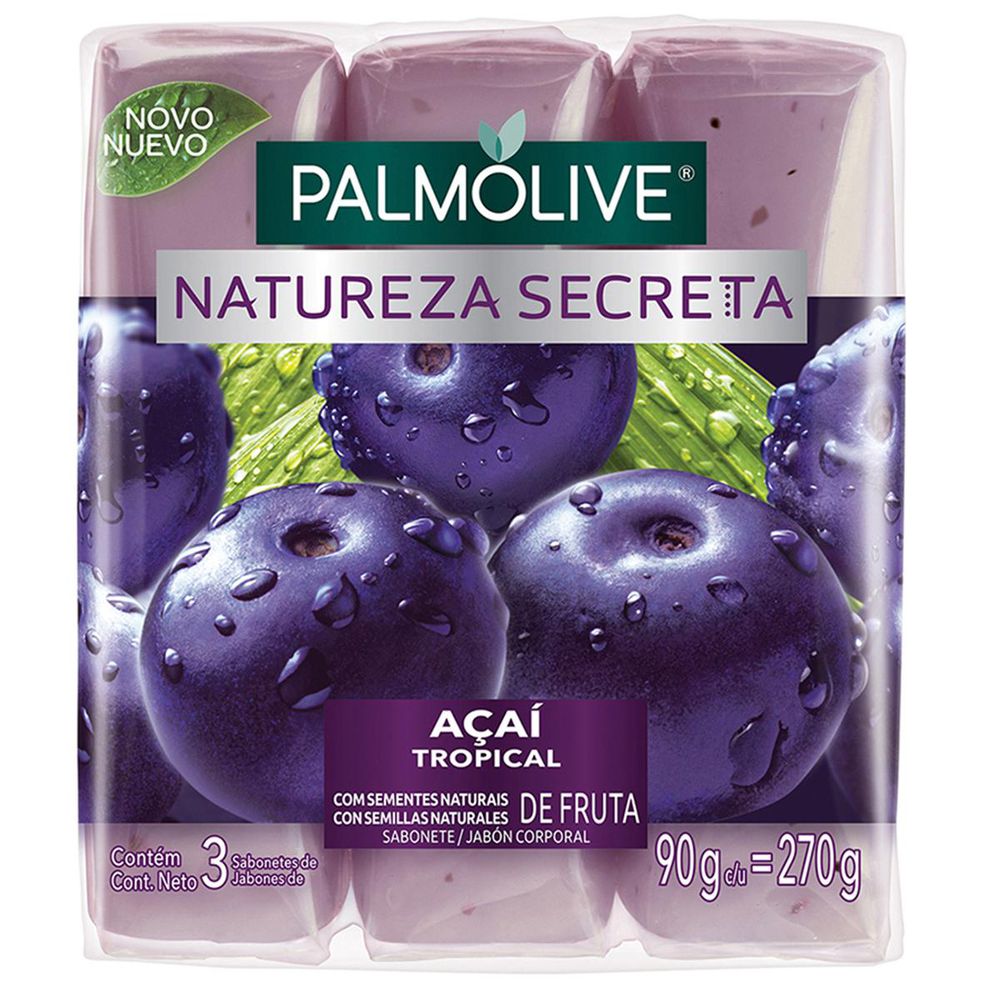 NOVO
NUEVO
PALMOLIVE®
NATUREZA SECRETA
AÇAÍ
TROPICAL
COM SEMENTES NATURAIS
CON SEMILLAS NATURALES DE FRUTA
SABONETE / JABÓN CORPORAL
Contém
Cont. Neto 3 Sabonetes de
Jabones de
90g c/u = 270g